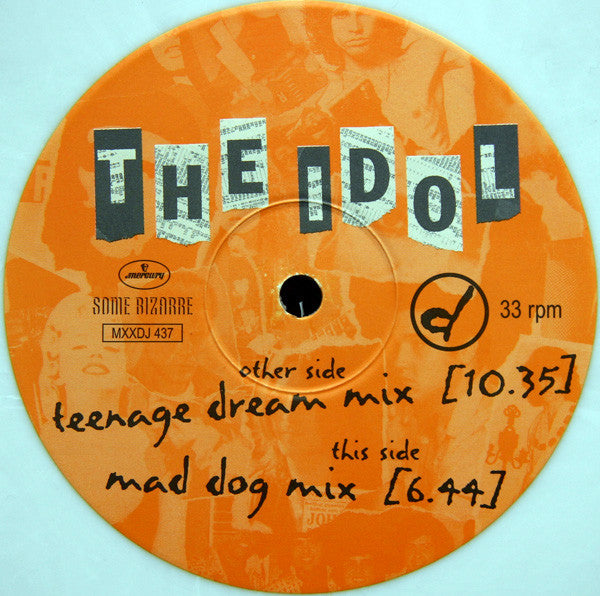 THE IDOL
mercury
SOME BIZARRE
MXXDJ 437
33 rpm
other side
teenage dream mix [10.35]
this side
mad dog mix [6.44]